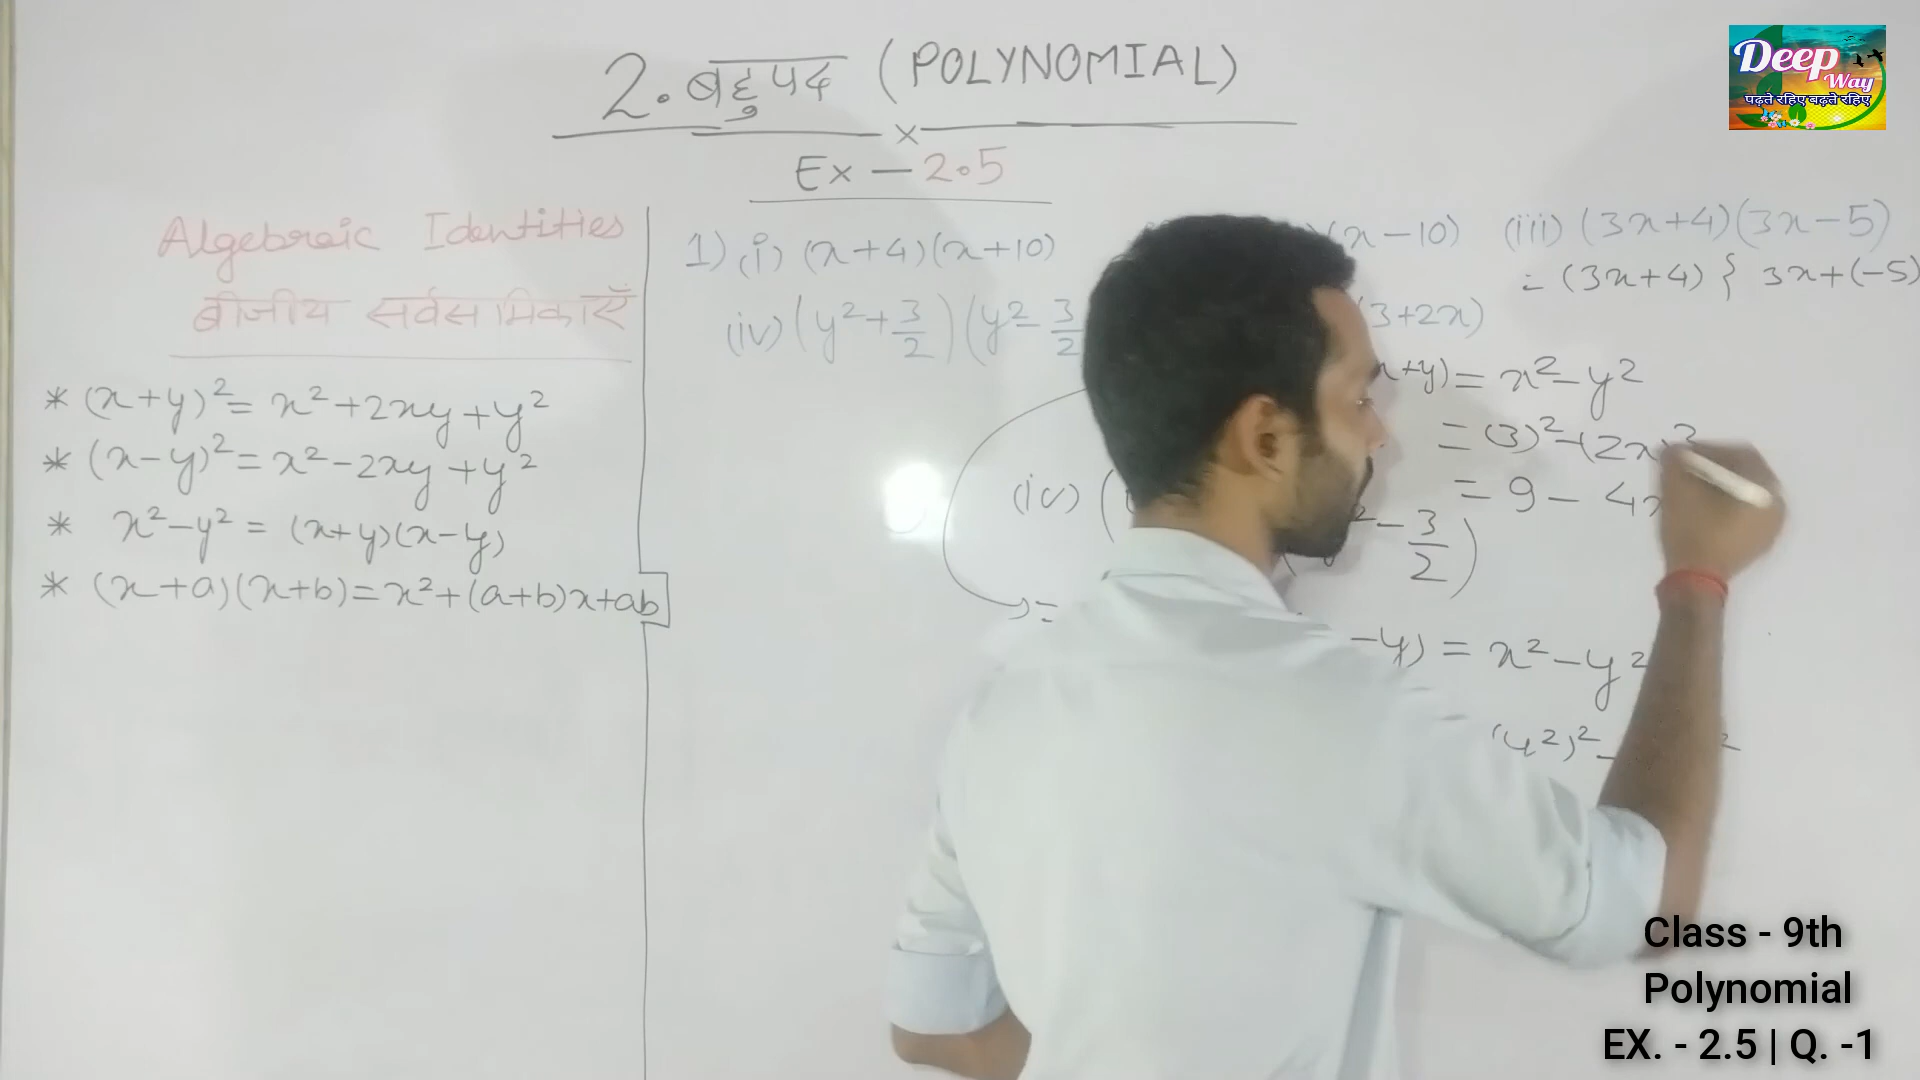 2. बहुपद (POLYNOMIAL)
Ex - 2.5
Deep
Way
पढ़ते रहिए बढ़ते रहिए
Algebraic Identities
बीजीय सर्वसमिकाएँ
* (x+y)² = x²+2xy+y²
* (x-y)² = x²-2xy+y²
* x²-y² = (x+y)(x-y)
* (x+a)(x+b) = x²+(a+b)x+ab
1) (i) (x+4)(x+10)
(x-10)
(iii) (3x+4)(3x-5)
= (3x+4) { 3x+(-5)
(iv) (y²+3/2)(y²-3/2
(3+2x)
+y) = x²-y²
= (3)²-(2x)²
= 9 - 4x
(iv) (
² - 3/2)
=
-y) = x²-y²
(y²)² -
Class - 9th
Polynomial
EX. - 2.5 | Q. -1